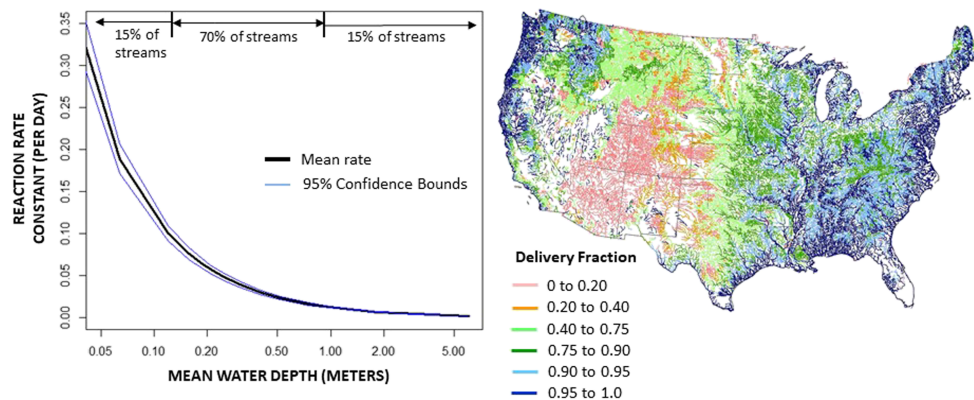 15% of
streams
70% of streams
15% of streams
0.35
0.30
0.25
0.20
0.15
0.10
0.05
0.00
REACTION RATE
CONSTANT (PER DAY)
Mean rate
95% Confidence Bounds
0.05
0.10
0.20
0.50
1.00
2.00
5.00
MEAN WATER DEPTH (METERS)
Delivery Fraction
0 to 0.20
0.20 to 0.40
0.40 to 0.75
0.75 to 0.90
0.90 to 0.95
0.95 to 1.0